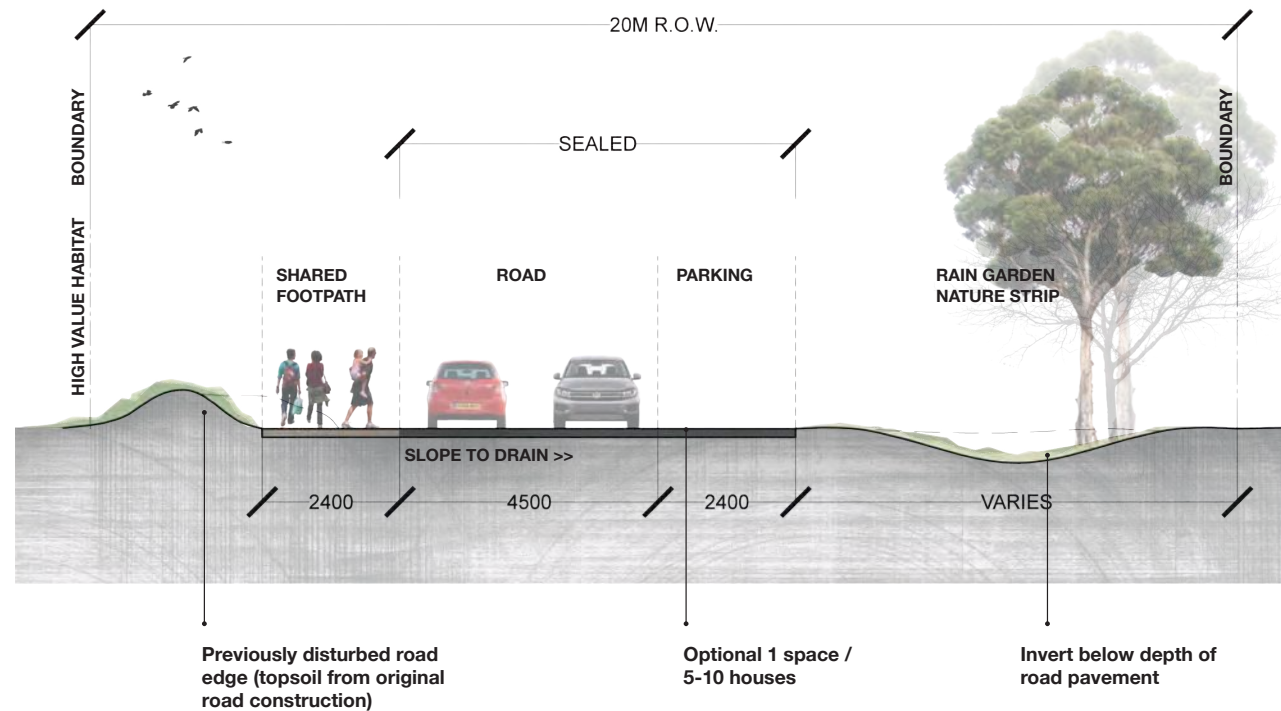 20M R.O.W.
SEALED
HIGH VALUE HABITAT
BOUNDARY
BOUNDARY
SHARED
FOOTPATH
ROAD
PARKING
RAIN GARDEN
NATURE STRIP
SLOPE TO DRAIN >>
2400
4500
2400
VARIES
Previously disturbed road
edge (topsoil from original
road construction)
Optional 1 space /
5-10 houses
Invert below depth of
road pavement